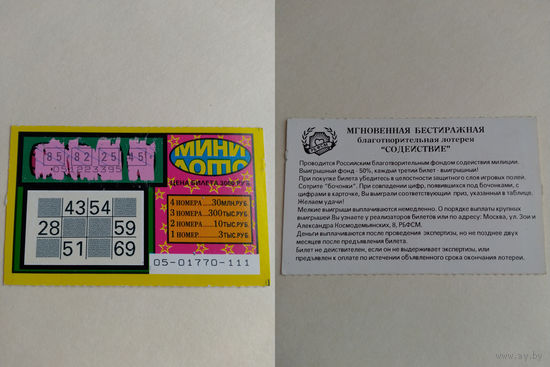 85 82 25 45
051223395
МИНИ
ЛОТО
ЦЕНА БИЛЕТА 3000 РУБ.
43 54
28 59
51 69
4 НОМЕРА.....30 МЛН.РУБ.
3 НОМЕРА.....300 ТЫС.РУБ.
2 НОМЕРА.....10 ТЫС.РУБ.
1 НОМЕР......3 ТЫС.РУБ.
05-01770-111
МГНОВЕННАЯ БЕСТИРАЖНАЯ
благотворительная лотерея
"СОДЕЙСТВИЕ"
Проводится Российским благотворительным фондом содействия милиции.
Выигрышный фонд - 50%, каждый третий билет - выигрышный!
При покупке билета убедитесь в целостности защитного слоя игровых полей.
Сотрите "бочонки". При совпадении цифр, появившихся под бочонками, с
цифрами в карточке, Вы выиграли соответствующий приз, указанный в таблице.
Желаем удачи!
Мелкие выигрыши выплачиваются немедленно. О порядке выплаты крупных
выигрышей Вы узнаете у реализаторов билетов или по адресу: Москва, ул. Зои и
Александра Космодемьянских, 8, РБФСМ.
Деньги выплачиваются после проведения экспертизы, но не позднее двух
месяцев после предъявления билета.
Билет не действителен, если он не выдерживает экспертизы, или
предъявлен к оплате по истечении объявленного срока окончания лотереи.
www.ay.by